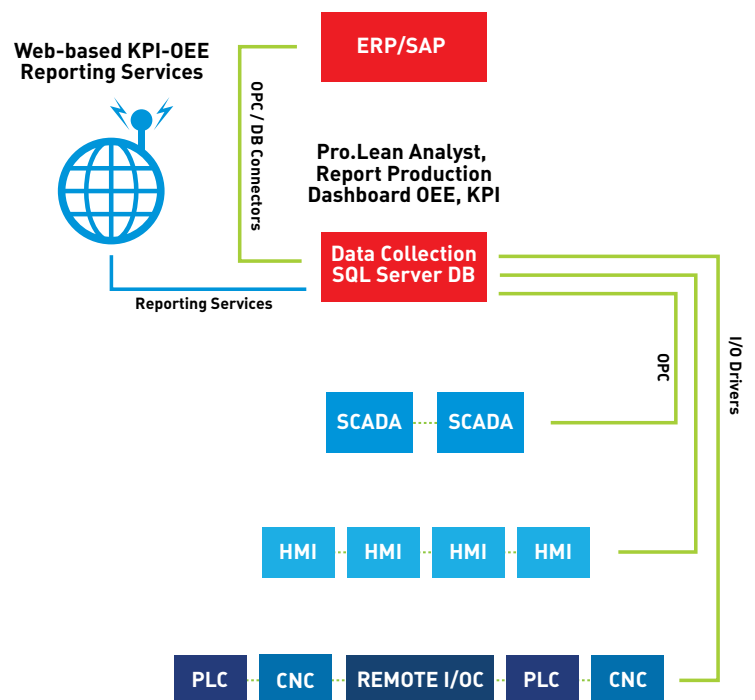 Web-based KPI-OEE
Reporting Services
ERP/SAP
OPC / DB Connectors
Pro.Lean Analyst,
Report Production
Dashboard OEE, KPI
Data Collection
SQL Server DB
Reporting Services
OPC
I/O Drivers
SCADA SCADA
HMI HMI HMI HMI
PLC CNC REMOTE I/OC PLC CNC